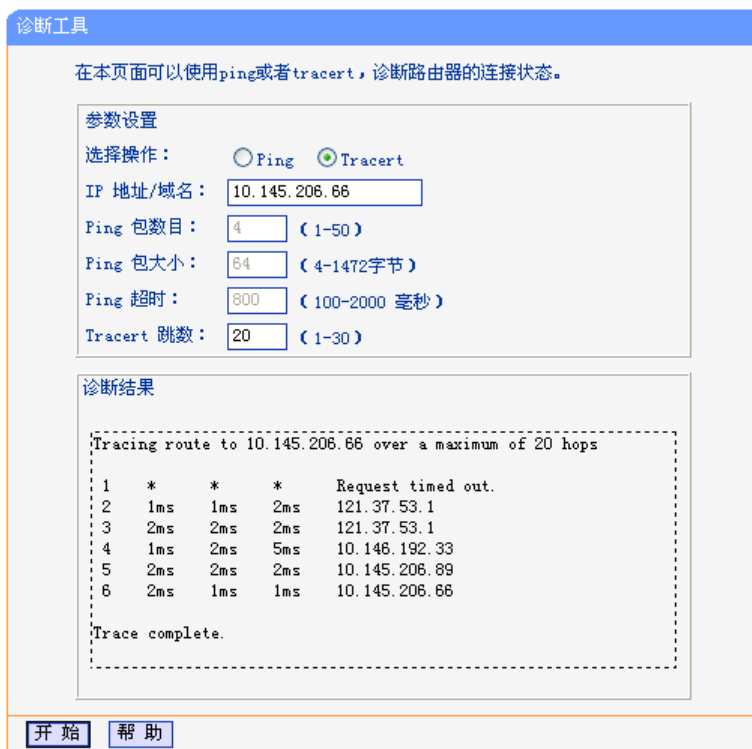 诊断工具
在本页面可以使用ping或者tracert，诊断路由器的连接状态。
参数设置
选择操作： Ping Tracert
IP 地址/域名： 10.145.206.66
Ping 包数目： 4 （1-50）
Ping 包大小： 64 （4-1472字节）
Ping 超时： 800 （100-2000 毫秒）
Tracert 跳数： 20 （1-30）
诊断结果
Tracing route to 10.145.206.66 over a maximum of 20 hops
1 * * * Request timed out.
2 1ms 1ms 2ms 121.37.53.1
3 2ms 2ms 2ms 121.37.53.1
4 1ms 2ms 5ms 10.146.192.33
5 2ms 2ms 2ms 10.145.206.89
6 2ms 1ms 1ms 10.145.206.66
Trace complete.
开 始 帮 助